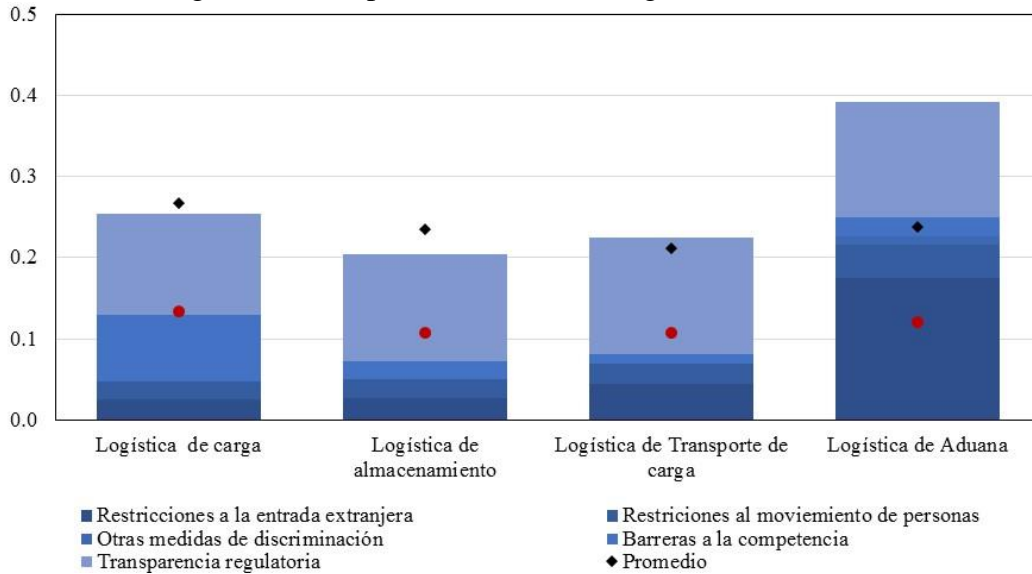 0.5
0.4
0.3
0.2
0.1
0.0
Logística de carga
Logística de almacenamiento
Logística de Transporte de carga
Logística de Aduana
Restricciones a la entrada extranjera
Restriciones al moviemiento de personas
Otras medidas de discriminación
Barreras a la competencia
Transparencia regulatoria
Promedio